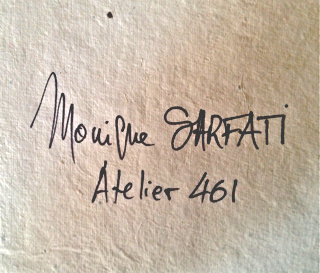 Monique SARFATi
Atelier 461